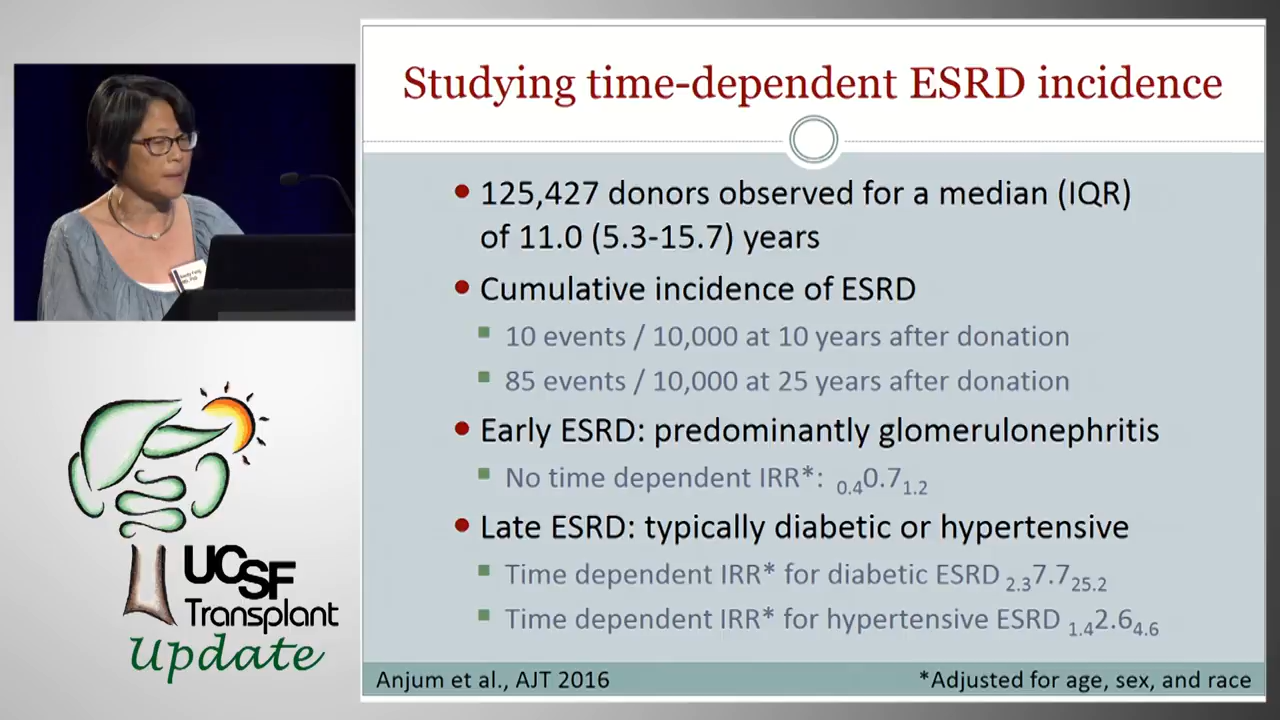 Studying time-dependent ESRD incidence
• 125,427 donors observed for a median (IQR)
of 11.0 (5.3-15.7) years
• Cumulative incidence of ESRD
▪ 10 events / 10,000 at 10 years after donation
▪ 85 events / 10,000 at 25 years after donation
• Early ESRD: predominantly glomerulonephritis
▪ No time dependent IRR*: 0.40.71.2
• Late ESRD: typically diabetic or hypertensive
▪ Time dependent IRR* for diabetic ESRD 2.37.725.2
▪ Time dependent IRR* for hypertensive ESRD 1.42.64.6
Anjum et al., AJT 2016
*Adjusted for age, sex, and race
UCSF
Transplant
Update